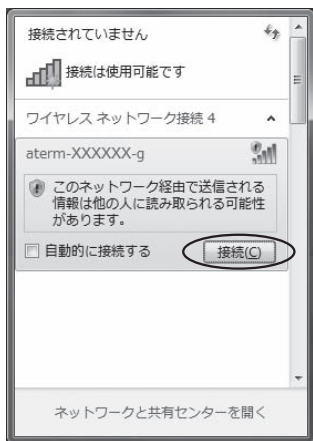 接続されていません
接続は使用可能です
ワイヤレス ネットワーク接続 4
aterm-XXXXXX-g
このネットワーク経由で送信される
情報は他の人に読み取られる可能性
があります。
自動的に接続する
接続(C)
ネットワークと共有センターを開く